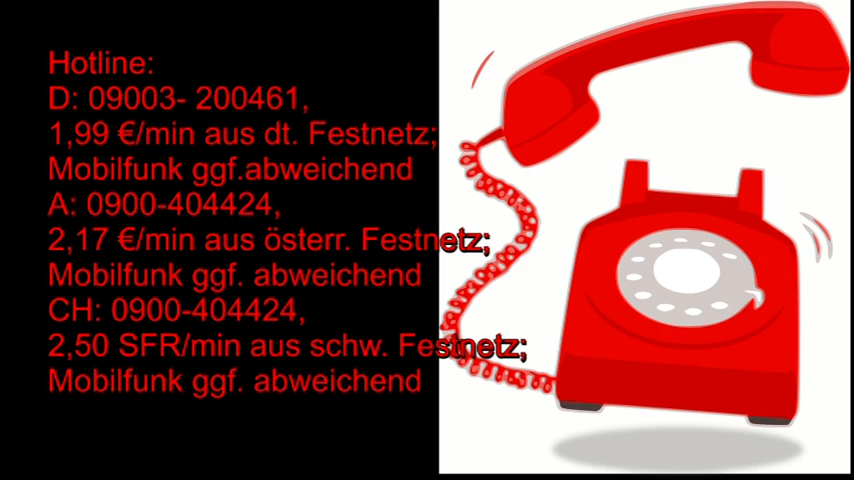 Hotline:
D: 09003- 200461,
1,99 €/min aus dt. Festnetz;
Mobilfunk ggf.abweichend
A: 0900-404424,
2,17 €/min aus österr. Festnetz;
Mobilfunk ggf. abweichend
CH: 0900-404424,
2,50 SFR/min aus schw. Festnetz;
Mobilfunk ggf. abweichend